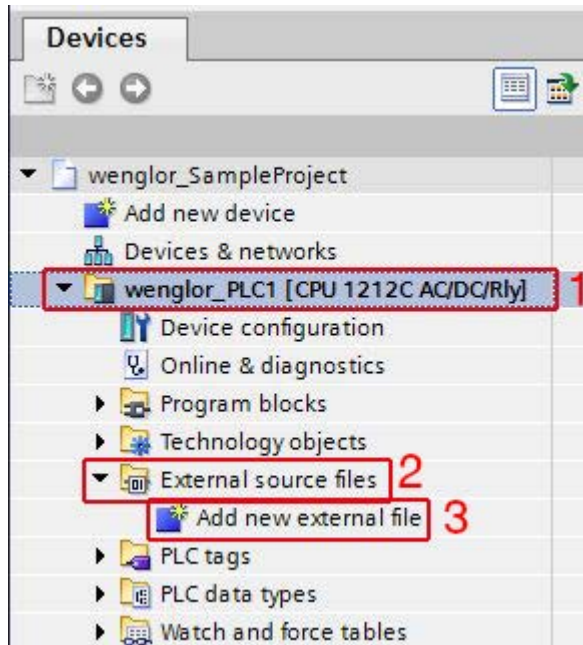 Devices
wenglor_SampleProject
Add new device
Devices & networks
wenglor_PLC1 [CPU 1212C AC/DC/Rly] 1
Device configuration
Online & diagnostics
Program blocks
Technology objects
External source files 2
Add new external file 3
PLC tags
PLC data types
Watch and force tables